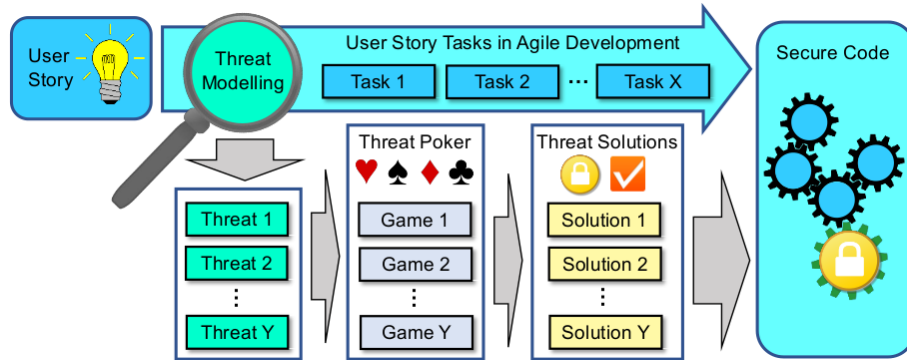 User
Story
Threat
Modelling
User Story Tasks in Agile Development
Task 1
Task 2
...
Task X
Secure Code
Threat Poker
Threat Solutions
Threat 1
Threat 2
⋮
Threat Y
Game 1
Game 2
⋮
Game Y
Solution 1
Solution 2
⋮
Solution Y